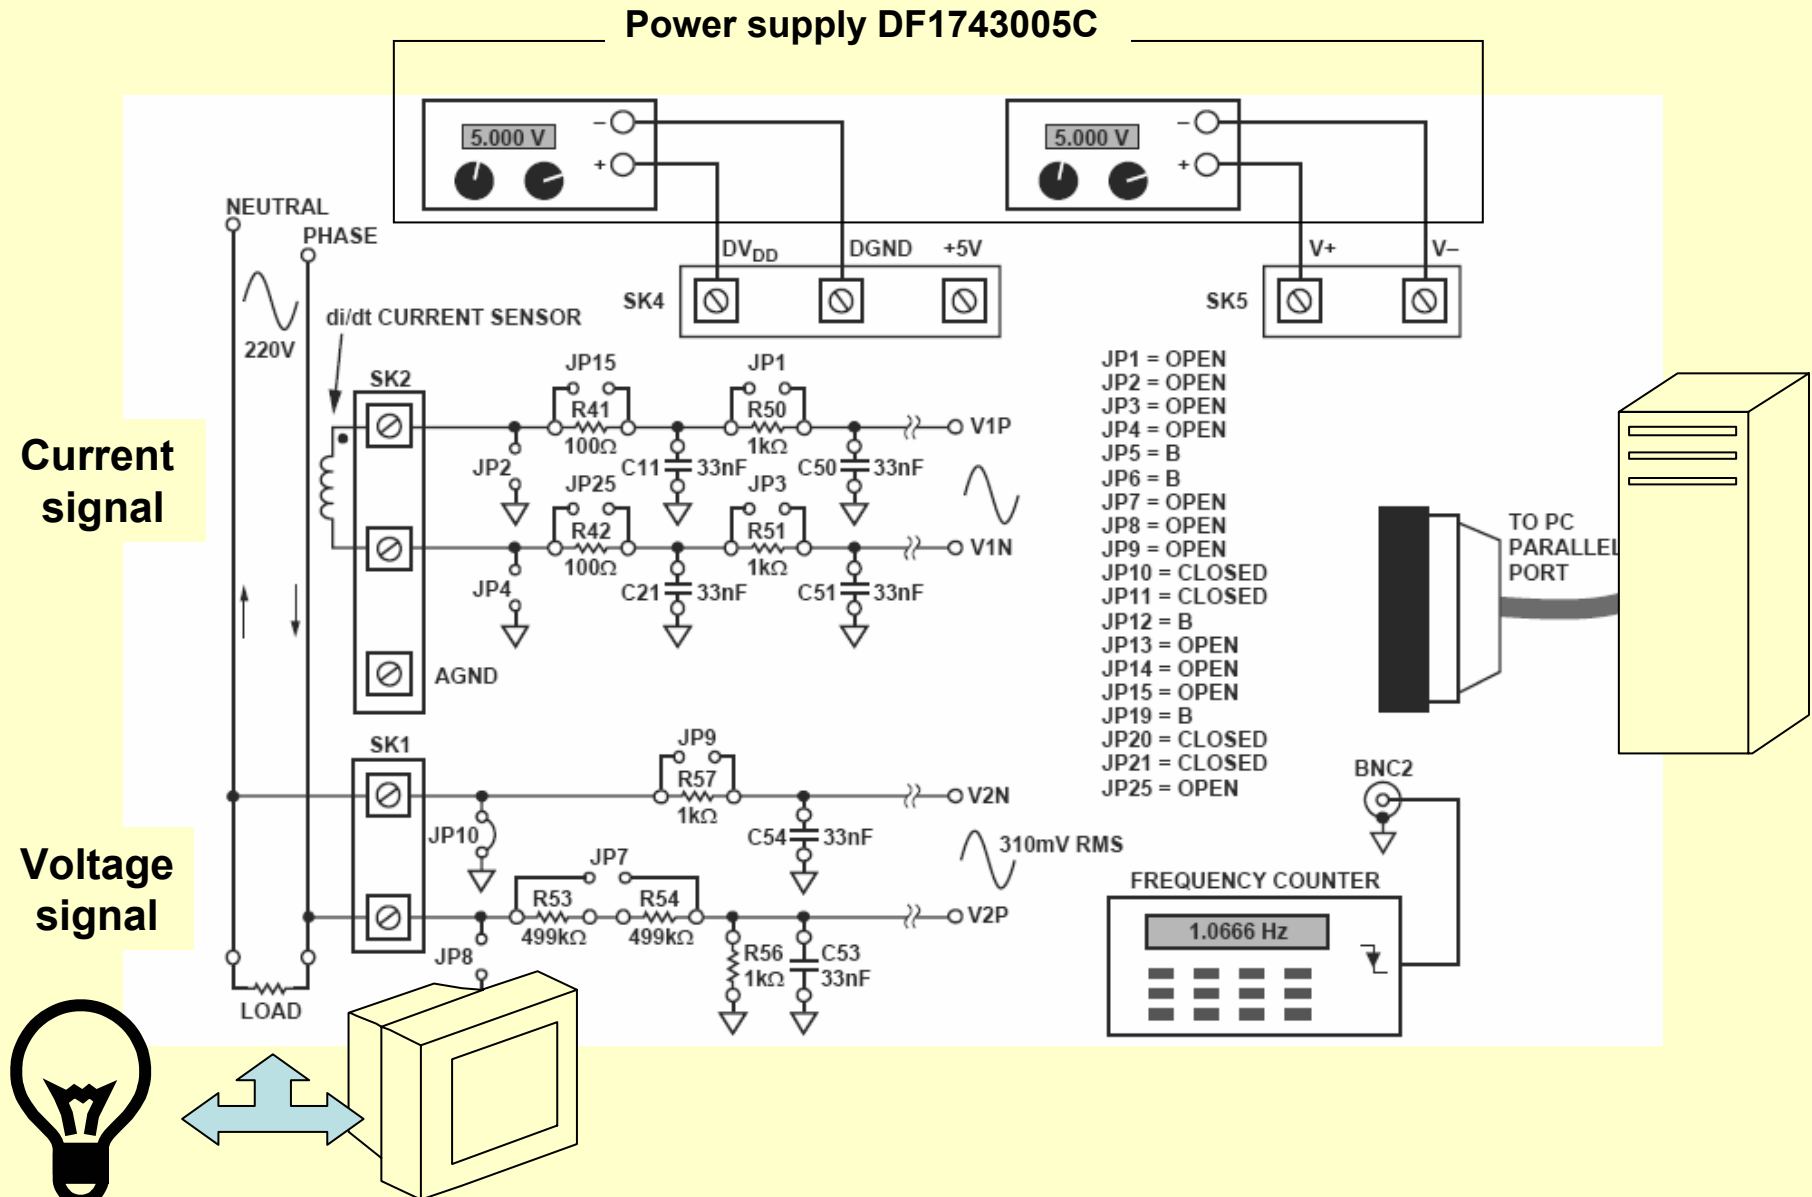 Power supply DF1743005C
5.000 V
–
+
5.000 V
–
+
NEUTRAL
PHASE
220V
di/dt CURRENT SENSOR
DVDD
DGND
+5V
SK4
V+
V–
SK5
Current
signal
SK2
JP15
R41
100Ω
JP1
R50
1kΩ
V1P
JP2
C11
33nF
C50
33nF
JP25
R42
100Ω
JP3
R51
1kΩ
V1N
JP4
C21
33nF
C51
33nF
AGND
JP1 = OPEN
JP2 = OPEN
JP3 = OPEN
JP4 = OPEN
JP5 = B
JP6 = B
JP7 = OPEN
JP8 = OPEN
JP9 = OPEN
JP10 = CLOSED
JP11 = CLOSED
JP12 = B
JP13 = OPEN
JP14 = OPEN
JP15 = OPEN
JP19 = B
JP20 = CLOSED
JP21 = CLOSED
JP25 = OPEN
TO PC
PARALLEL
PORT
Voltage
signal
SK1
JP9
R57
1kΩ
V2N
JP10
C54
33nF
310mV RMS
JP7
R53
499kΩ
R54
499kΩ
V2P
JP8
R56
1kΩ
C53
33nF
LOAD
BNC2
FREQUENCY COUNTER
1.0666 Hz